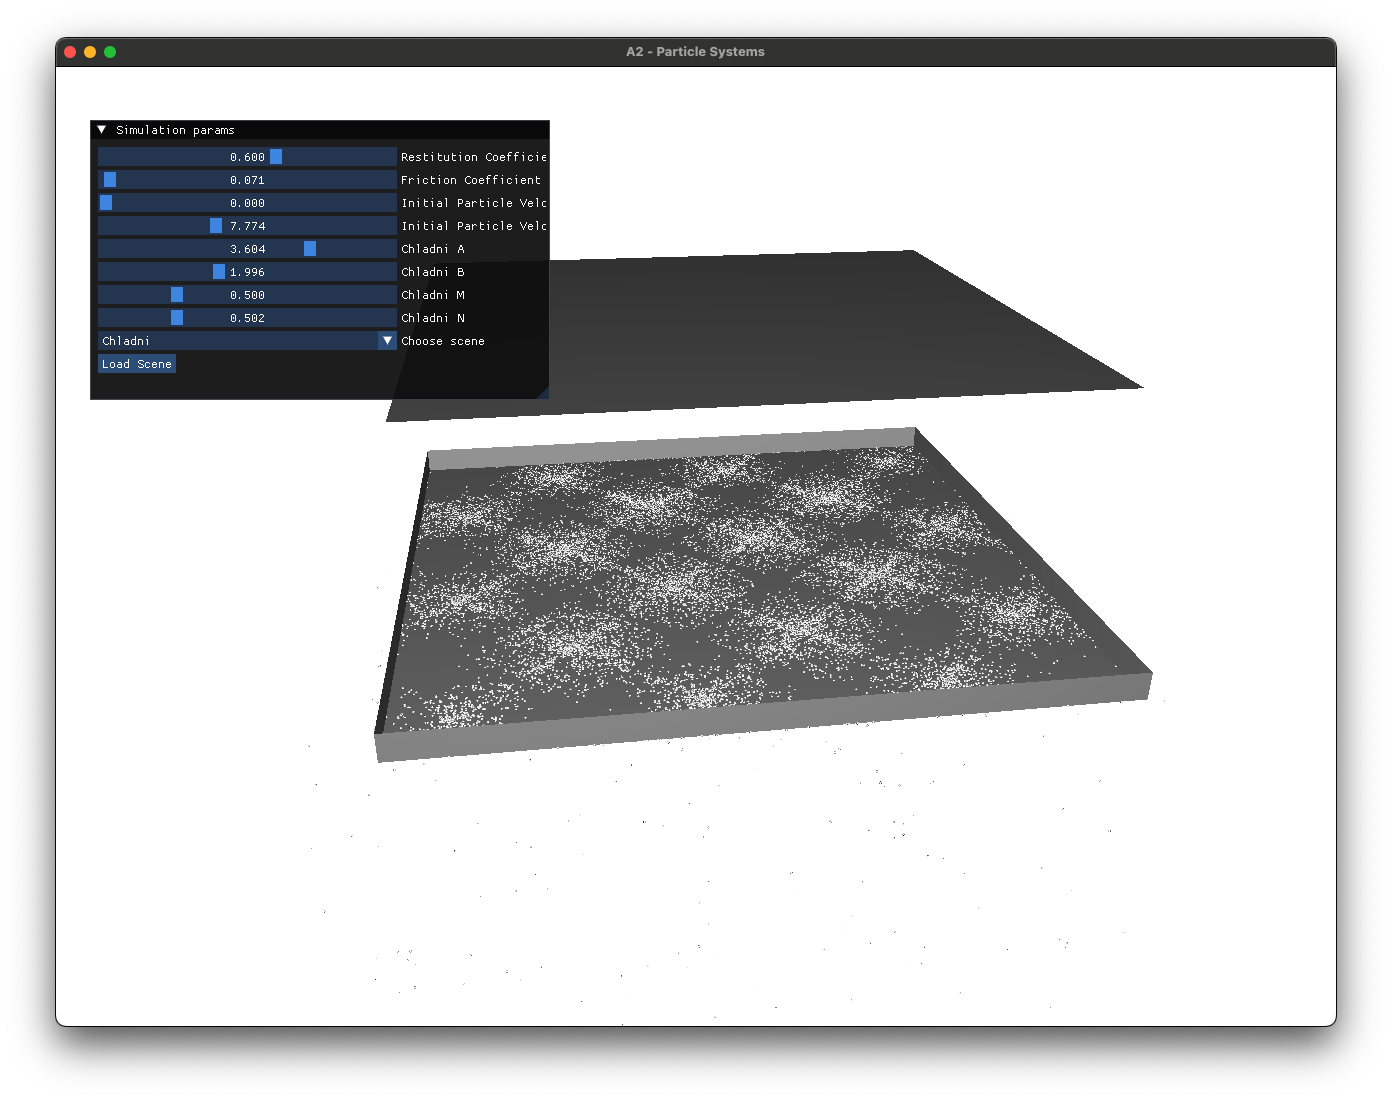 A2 - Particle Systems
Simulation params
0.600 Restitution Coefficie
0.071 Friction Coefficient
0.000 Initial Particle Velo
7.774 Initial Particle Velo
3.604 Chladni A
1.996 Chladni B
0.500 Chladni M
0.502 Chladni N
Chladni Choose scene
Load Scene